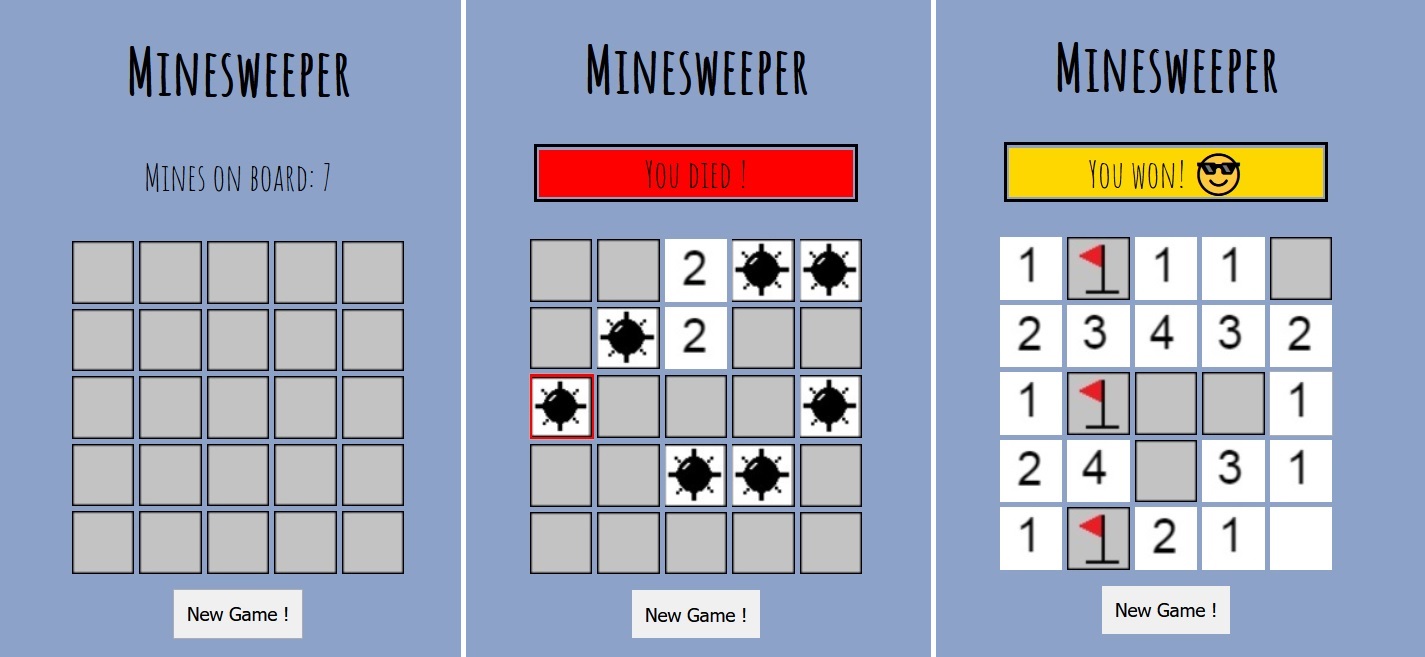 Minesweeper
Mines on board: 7
New Game !
Minesweeper
You died !
2
2
New Game !
Minesweeper
You won!
1 1 1
2 3 4 3 2
1 1
2 4 3 1
1 2 1
New Game !